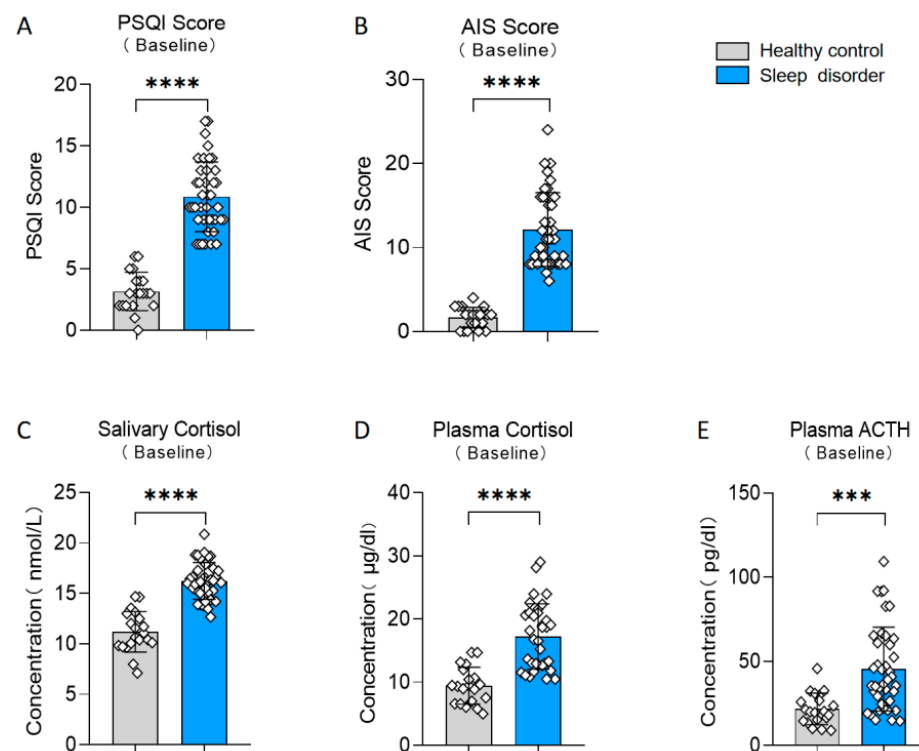 A
PSQI Score
( Baseline)
****
20
15
10
5
0
PSQI Score
B
AIS Score
( Baseline)
****
30
20
10
0
AIS Score
Healthy control
Sleep disorder
C
Salivary Cortisol
( Baseline)
****
25
20
15
10
5
0
Concentration( nmol/L)
D
Plasma Cortisol
( Baseline)
****
40
30
20
10
0
Concentration( µg/dl)
E
Plasma ACTH
( Baseline)
***
150
100
50
0
Concentration( pg/dl)